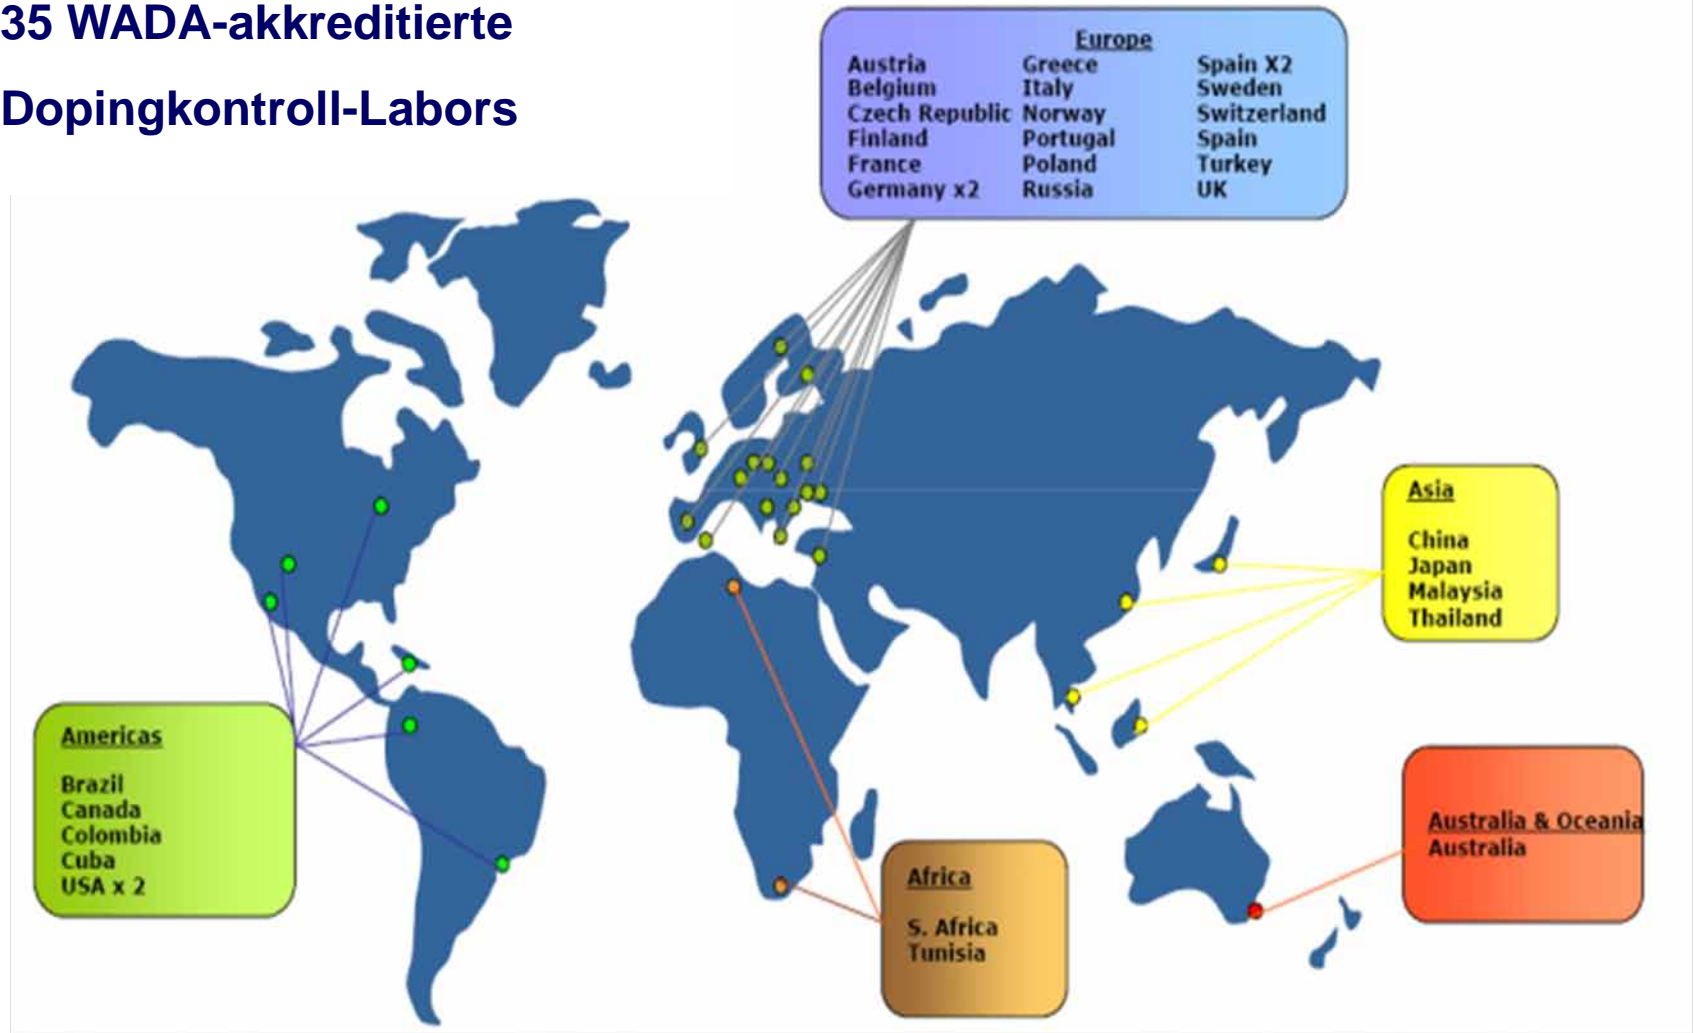 35 WADA-akkreditierte
Dopingkontroll-Labors
Europe
Austria
Belgium
Czech Republic
Finland
France
Germany x2
Greece
Italy
Norway
Portugal
Poland
Russia
Spain X2
Sweden
Switzerland
Spain
Turkey
UK
Asia
China
Japan
Malaysia
Thailand
Americas
Brazil
Canada
Colombia
Cuba
USA x 2
Africa
S. Africa
Tunisia
Australia & Oceania
Australia